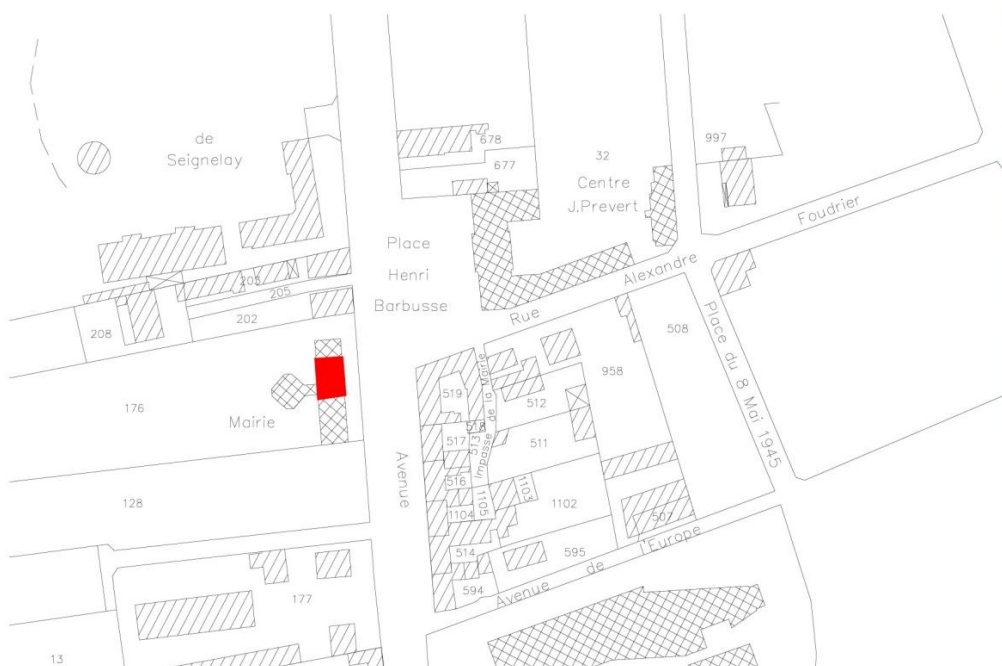 de
Seignelay
678
677
32
Centre
J.Prevert
997
Foudrier
Place
Henri
Barbusse
Alexandre
Rue
203
205
202
208
Place du 8 Mai 1945
508
958
Impasse de la Mairie
519
512
518
513
517
511
176
Mairie
516
Avenue
1103
1104
1105
1102
128
507
514
595
l'Europe
de
Avenue
594
177
13